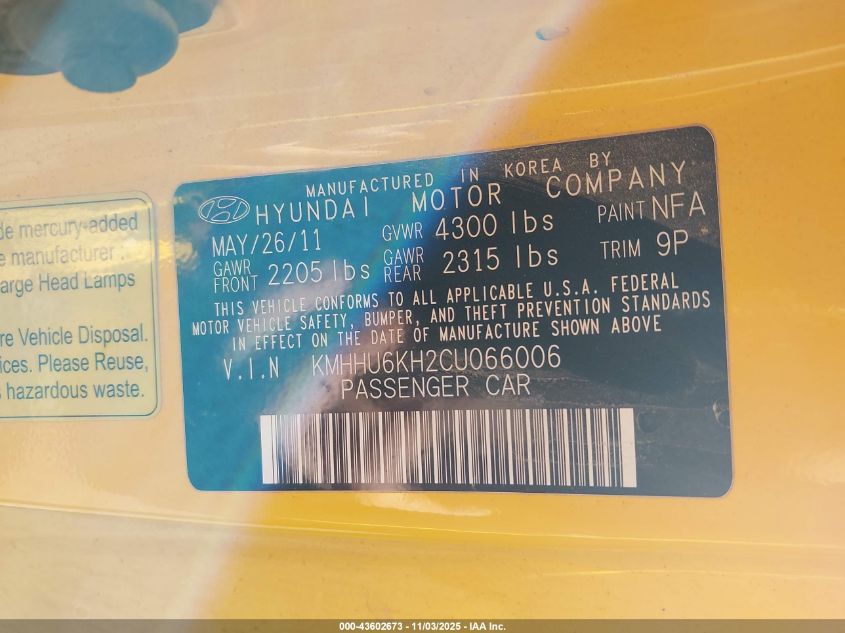 de mercury-added
e manufacturer .
arge Head Lamps
re Vehicle Disposal.
ices. Please Reuse,
s hazardous waste.
MANUFACTURED IN KOREA BY
HYUNDAI MOTOR COMPANY
MAY/26/11 GVWR 4300 lbs PAINT NFA
GAWR FRONT 2205 lbs GAWR REAR 2315 lbs TRIM 9P
THIS VEHICLE CONFORMS TO ALL APPLICABLE U.S.A. FEDERAL
MOTOR VEHICLE SAFETY, BUMPER, AND THEFT PREVENTION STANDARDS
IN EFFECT ON THE DATE OF MANUFACTURE SHOWN ABOVE
V.I.N KMHHU6KH2CU066006
PASSENGER CAR
000-43602673 - 11/03/2025 - IAA Inc.